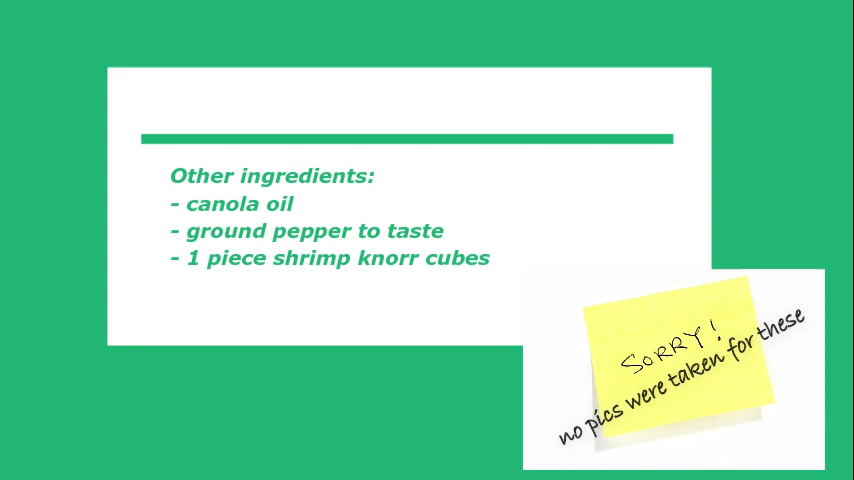 Other ingredients:
- canola oil
- ground pepper to taste
- 1 piece shrimp knorr cubes
SORRY!
no pics were taken for these